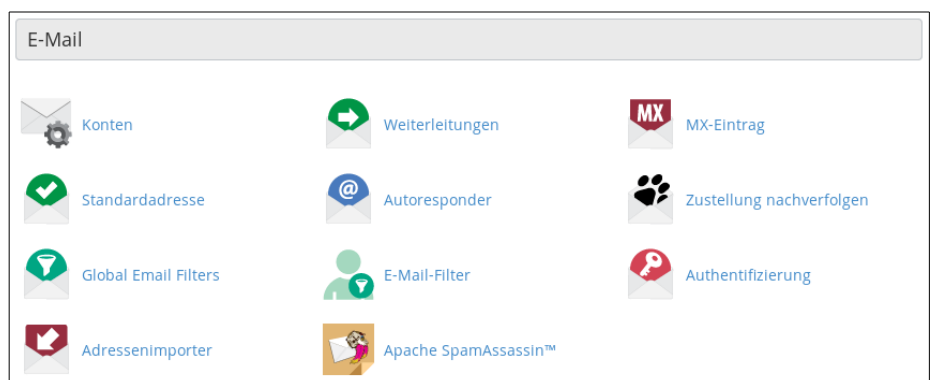 E-Mail
Konten
Weiterleitungen
MX
MX-Eintrag
Standardadresse
@
Autoresponder
Zustellung nachverfolgen
Global Email Filters
E-Mail-Filter
Authentifizierung
Adressenimporter
Apache SpamAssassin™